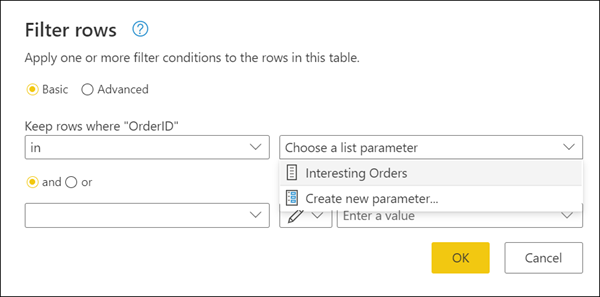 Filter rows ?
Apply one or more filter conditions to the rows in this table.
Basic Advanced
Keep rows where "OrderID"
in Choose a list parameter
Interesting Orders
and or
Create new parameter...
Enter a value
OK Cancel